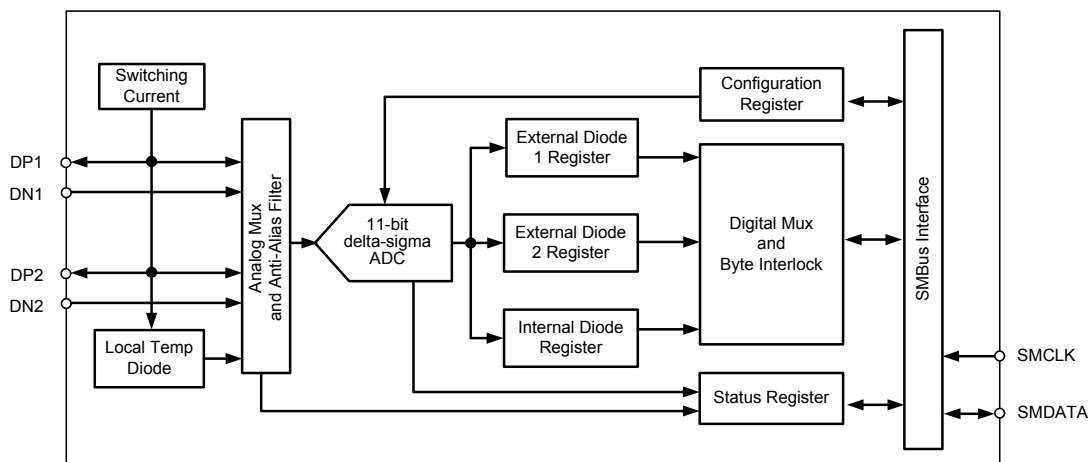 Switching
Current
DP1
DN1
DP2
DN2
Local Temp
Diode
Analog Mux
and Anti-Alias Filter
11-bit
delta-sigma
ADC
Configuration
Register
External Diode
1 Register
External Diode
2 Register
Internal Diode
Register
Digital Mux
and
Byte Interlock
Status Register
SMBus Interface
SMCLK
SMDATA